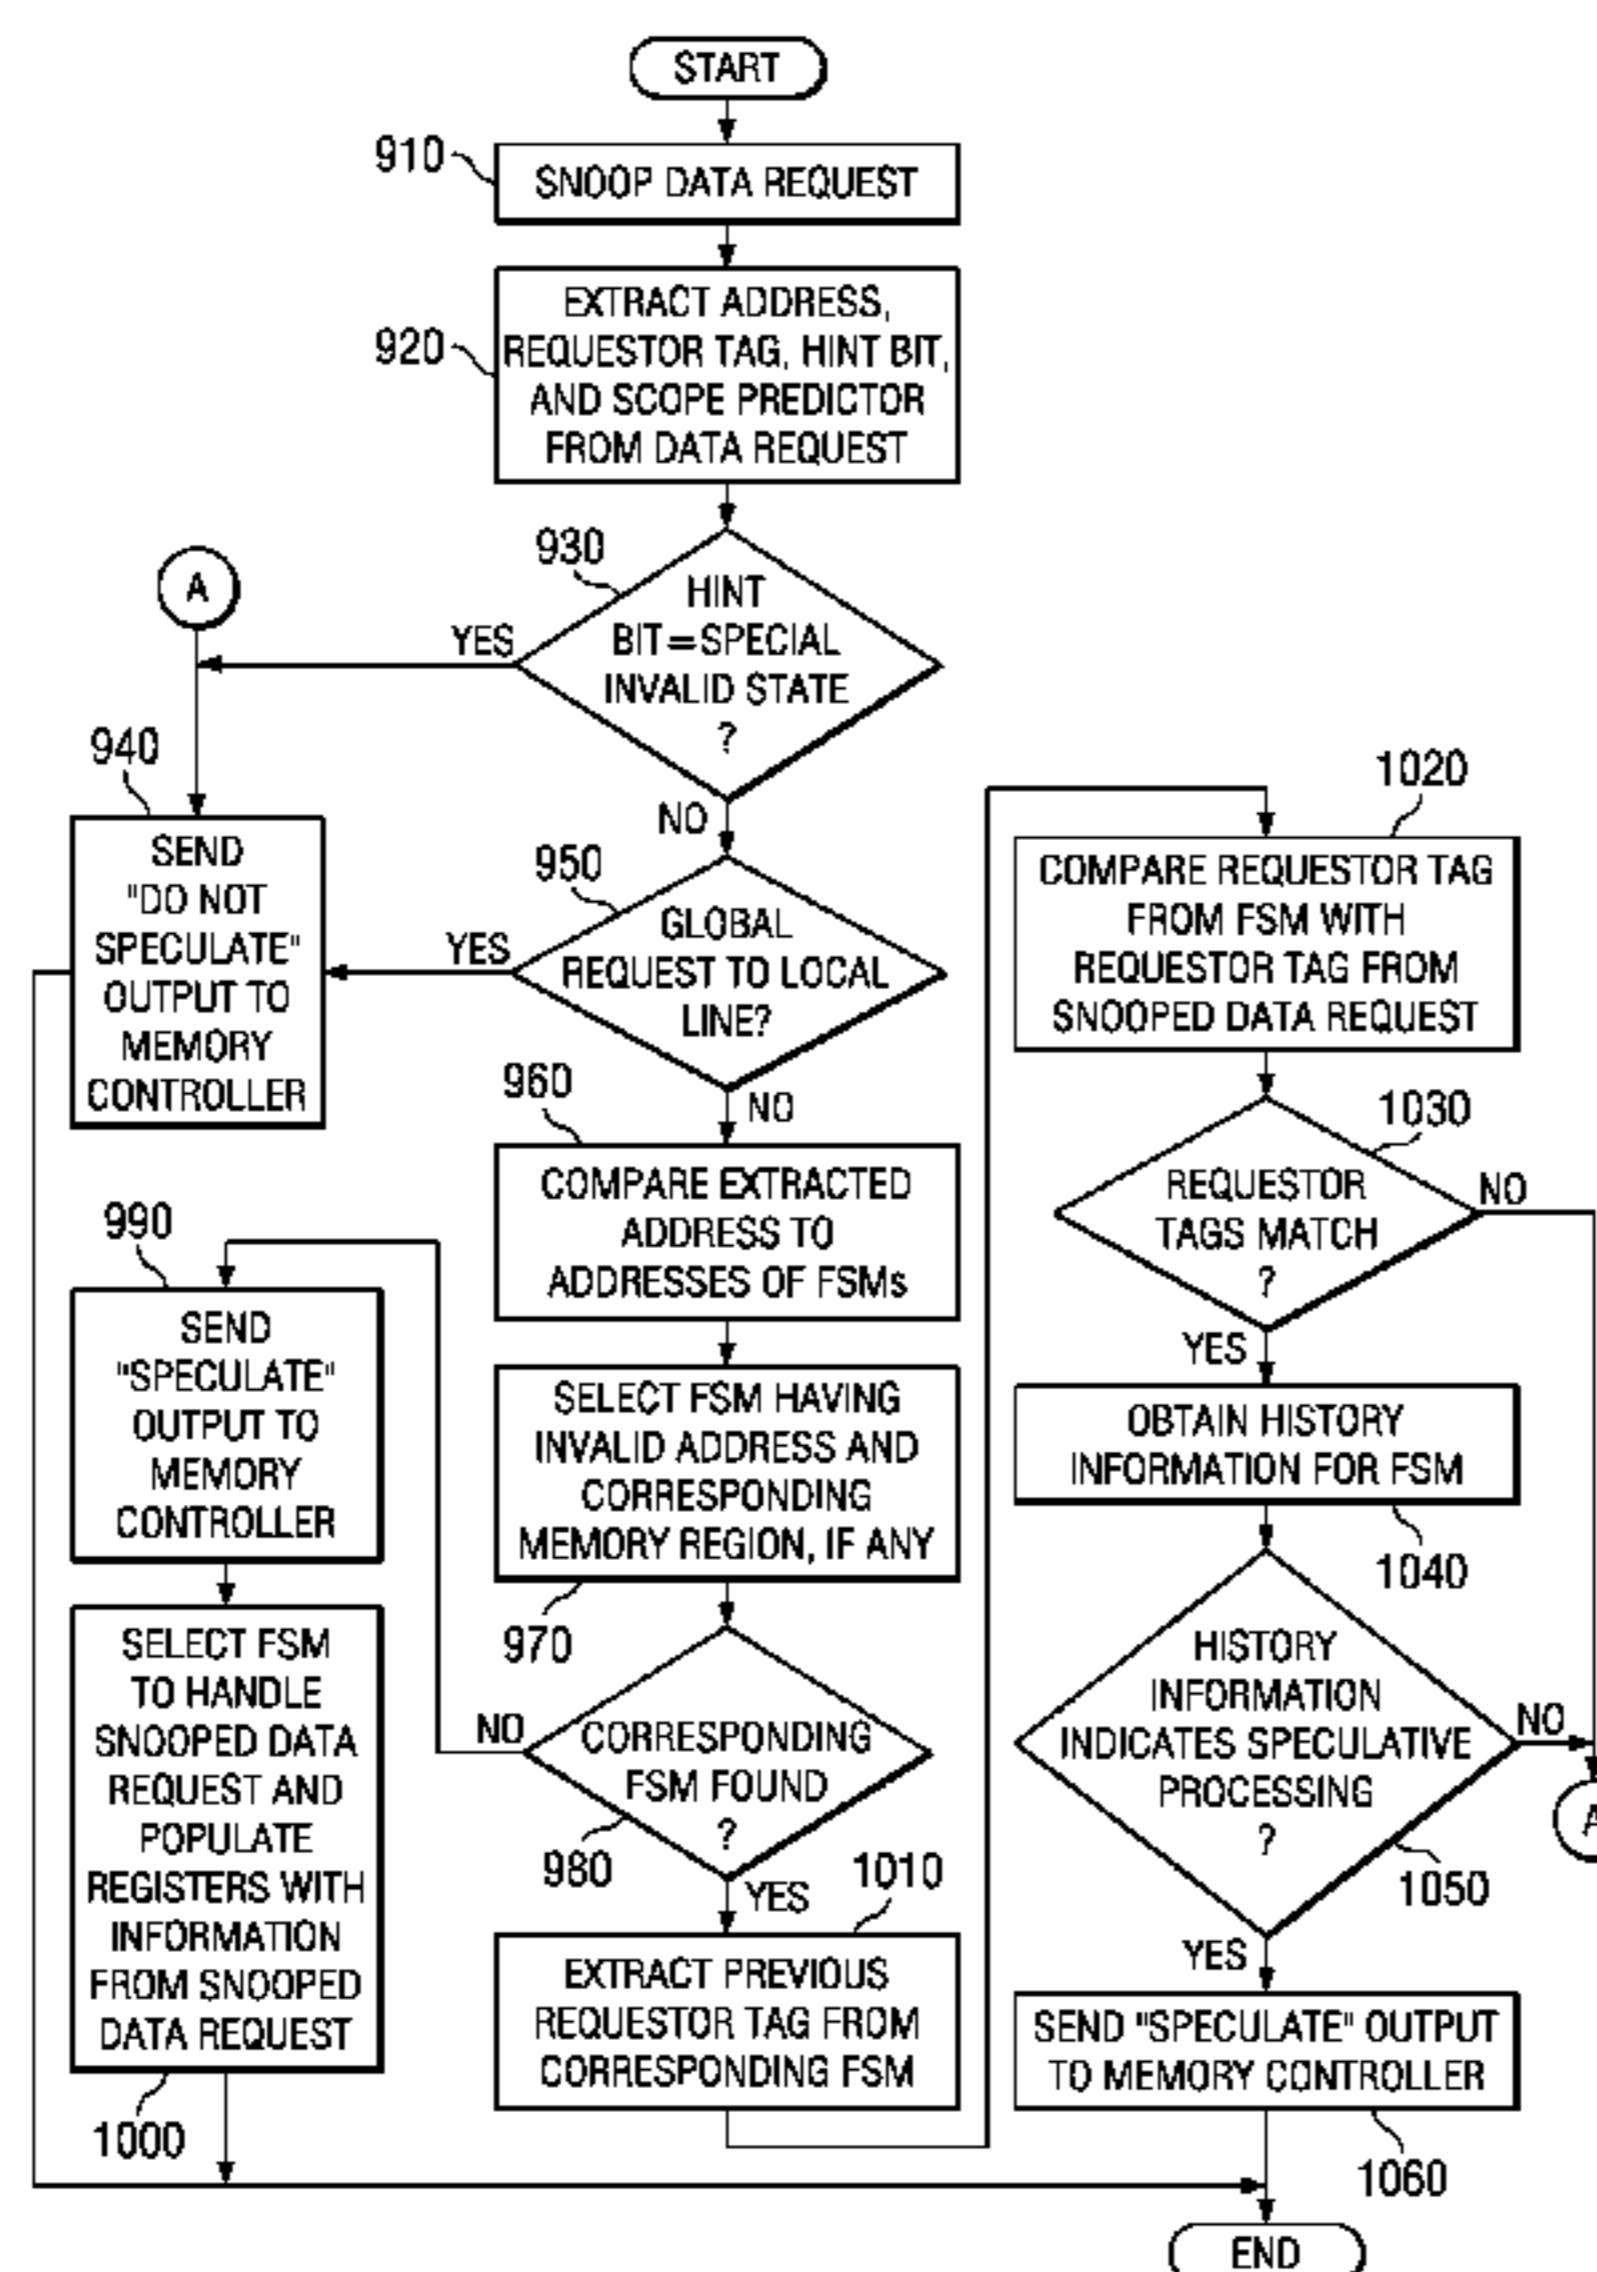 START
910
SNOOP DATA REQUEST
920
EXTRACT ADDRESS,
REQUESTOR TAG, HINT BIT,
AND SCOPE PREDICTOR
FROM DATA REQUEST
930
HINT
BIT=SPECIAL
INVALID STATE
?
YES
NO
A
940
SEND
"DO NOT
SPECULATE"
OUTPUT TO
MEMORY
CONTROLLER
950
GLOBAL
REQUEST TO LOCAL
LINE?
YES
NO
960
COMPARE EXTRACTED
ADDRESS TO
ADDRESSES OF FSMs
SELECT FSM HAVING
INVALID ADDRESS AND
CORRESPONDING
MEMORY REGION, IF ANY
970
CORRESPONDING
FSM FOUND
?
980
NO
YES
990
SEND
"SPECULATE"
OUTPUT TO
MEMORY
CONTROLLER
SELECT FSM
TO HANDLE
SNOOPED DATA
REQUEST AND
POPULATE
REGISTERS WITH
INFORMATION
FROM SNOOPED
DATA REQUEST
1000
1010
EXTRACT PREVIOUS
REQUESTOR TAG FROM
CORRESPONDING FSM
1020
COMPARE REQUESTOR TAG
FROM FSM WITH
REQUESTOR TAG FROM
SNOOPED DATA REQUEST
1030
REQUESTOR
TAGS MATCH
?
NO
YES
OBTAIN HISTORY
INFORMATION FOR FSM
1040
HISTORY
INFORMATION
INDICATES SPECULATIVE
PROCESSING
?
NO
A
1050
YES
SEND "SPECULATE" OUTPUT
TO MEMORY CONTROLLER
1060
END